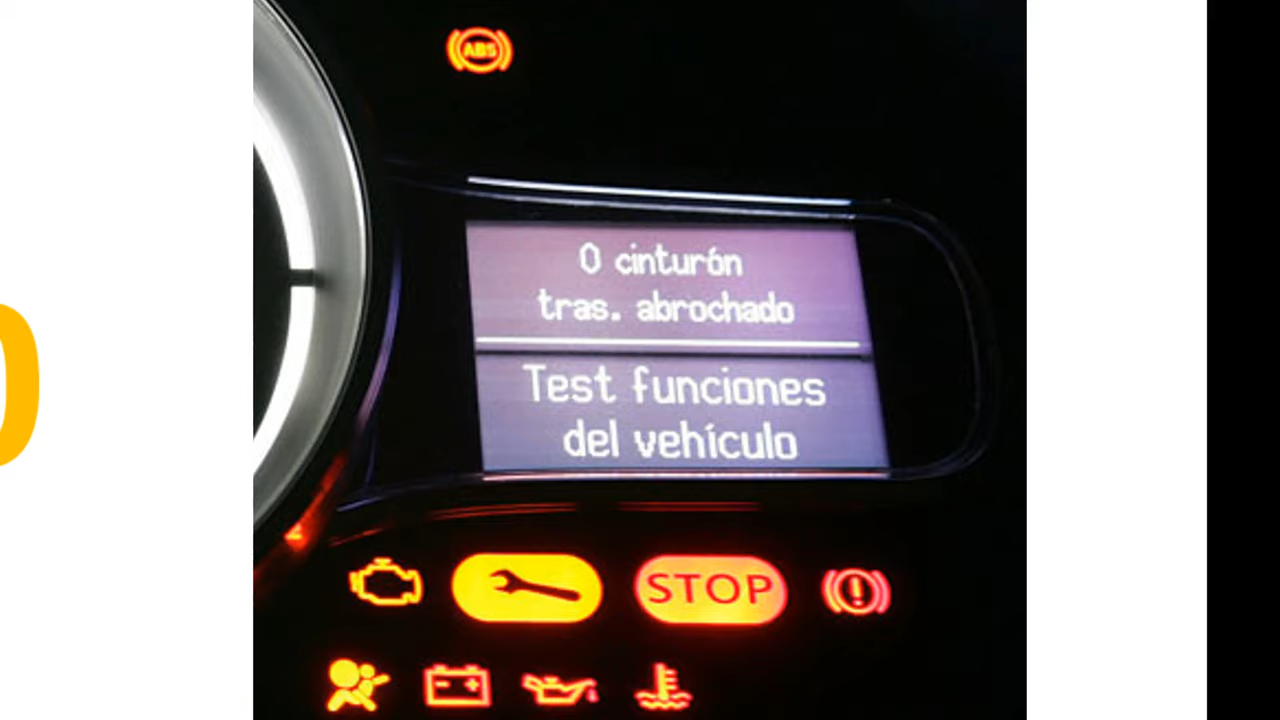 ABS
0 cinturón
tras. abrochado
Test funciones
del vehículo
STOP